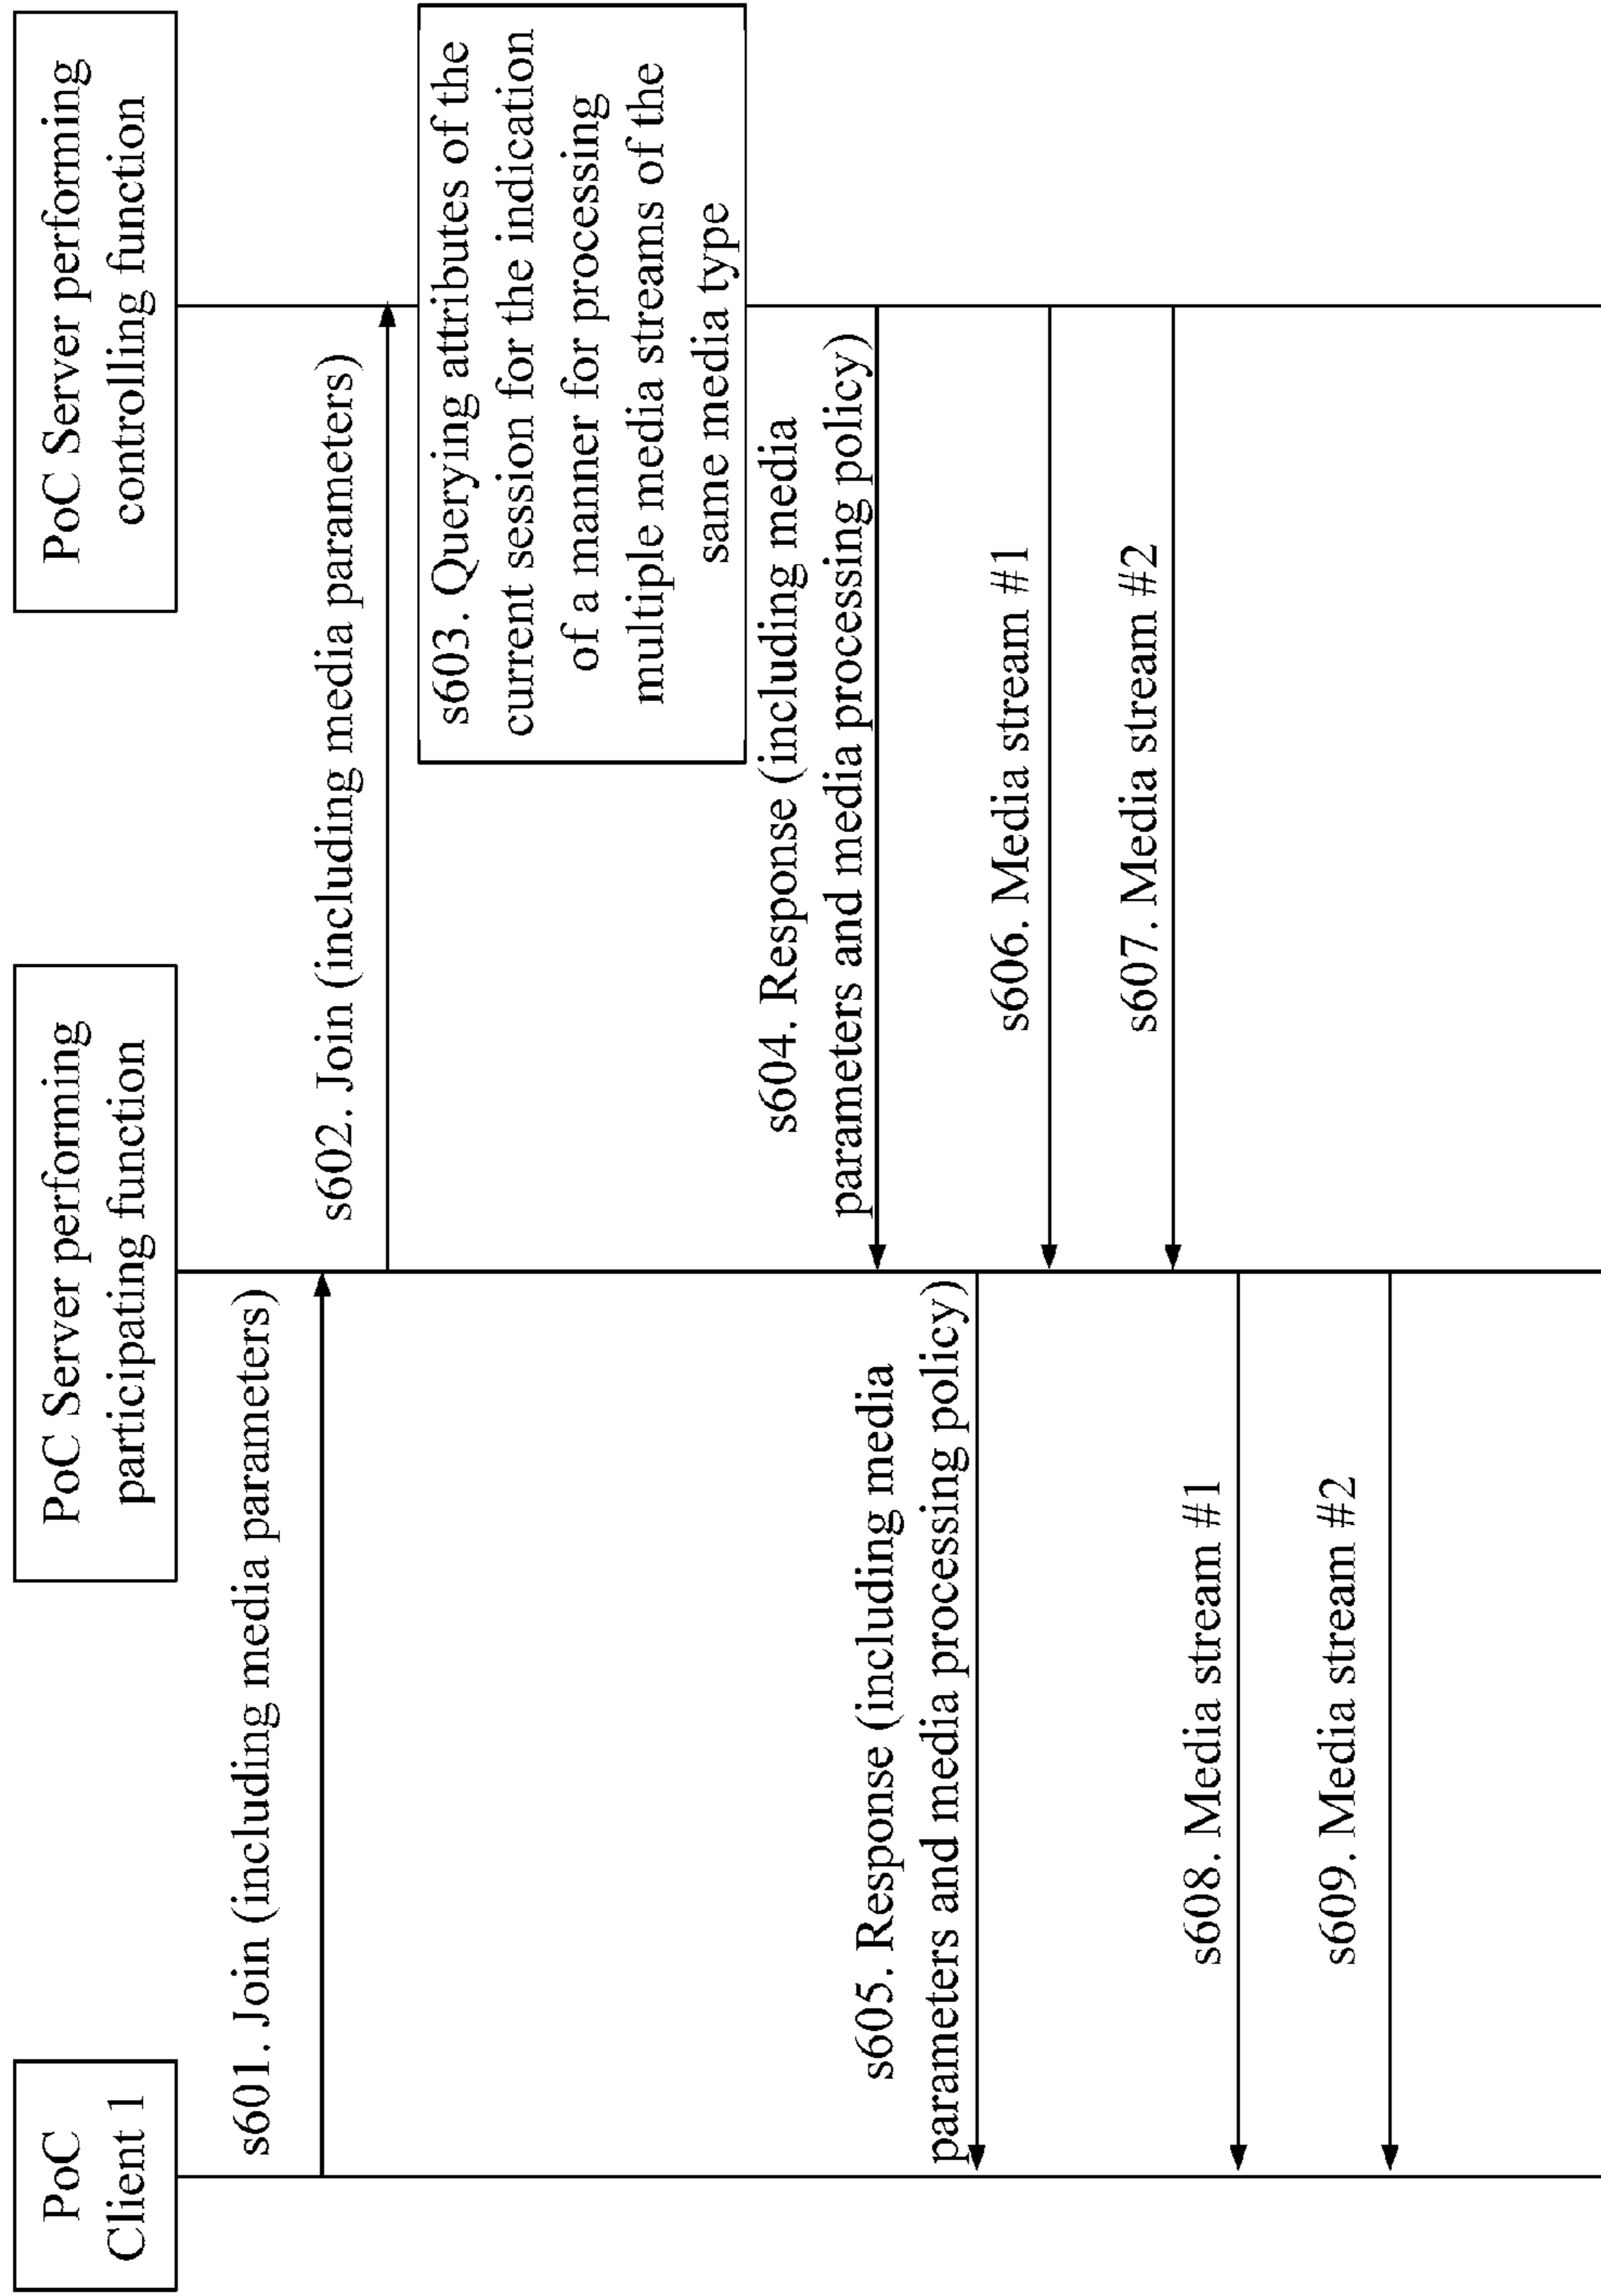 PoC
Client 1
PoC Server performing
participating function
PoC Server performing
controlling function
s601. Join (including media parameters)
s602. Join (including media parameters)
s603. Querying attributes of the
current session for the indication
of a manner for processing
multiple media streams of the
same media type
s604. Response (including media
parameters and media processing policy)
s605. Response (including media
parameters and media processing policy)
s606. Media stream #1
s607. Media stream #2
s608. Media stream #1
s609. Media stream #2